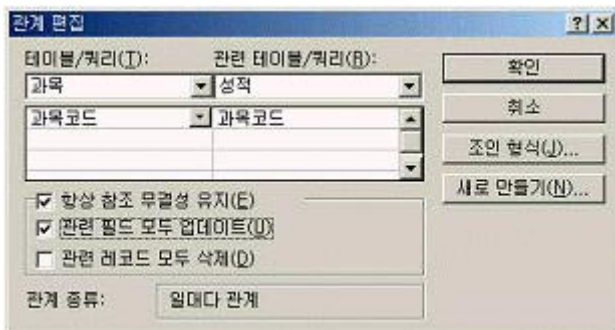 관계 편집
테이블/쿼리(T): 관련 테이블/쿼리(R):
과목 성적
과목코드 과목코드
항상 참조 무결성 유지(E)
관련 필드 모두 업데이트(U)
관련 레코드 모두 삭제(D)
관계 종류: 일대다 관계
확인
취소
조인 형식(J)...
새로 만들기(N)...